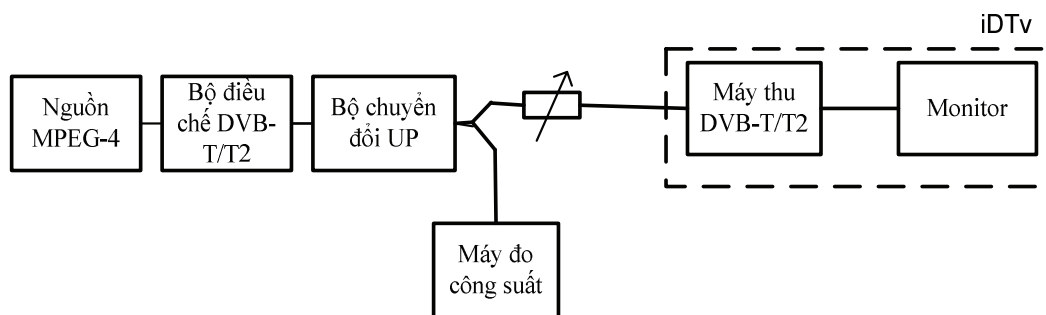 iDTv
Nguồn
MPEG-4
Bộ điều
chế DVB-
T/T2
Bộ chuyển
đổi UP
Máy thu
DVB-T/T2
Monitor
Máy đo
công suất